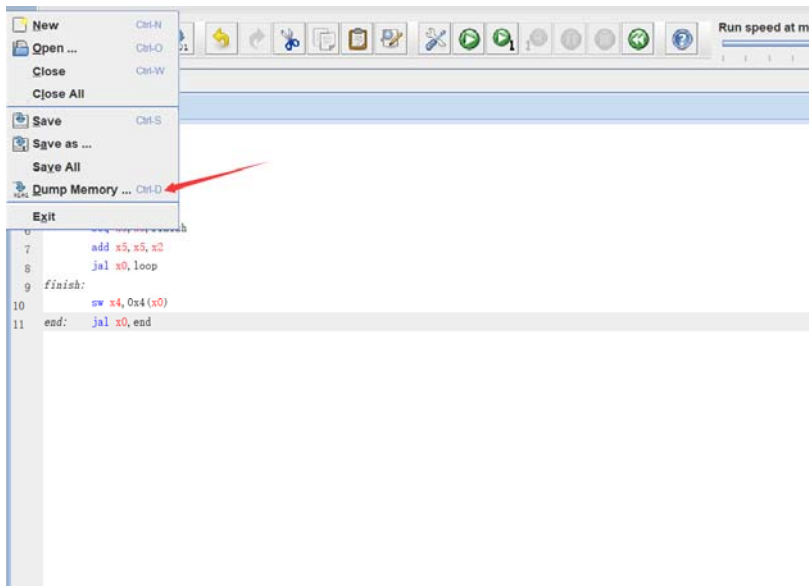 New Ctrl-N
Open ... Ctrl-O
Close Ctrl-W
Close All
Save Ctrl-S
Save as ...
Save All
Dump Memory ... Ctrl-D
Exit
Run speed at m
7 add x5,x5,x2
8 jal x0,loop
9 finish:
10 sw x4,0x4(x0)
11 end: jal x0,end